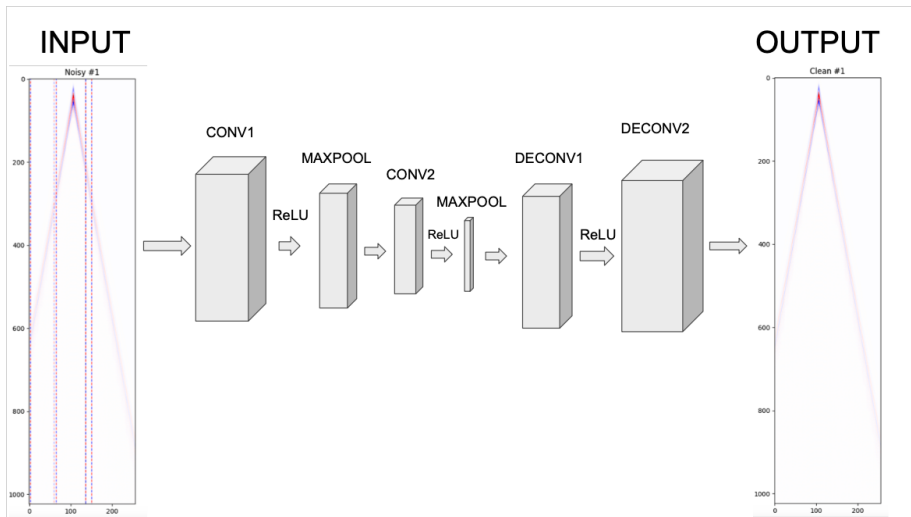 INPUT
OUTPUT
Noisy #1
Clean #1
CONV1
ReLU
MAXPOOL
CONV2
ReLU
MAXPOOL
DECONV1
ReLU
DECONV2
0
200
400
600
800
1000
0
100
200
0
200
400
600
800
1000
0
100
200